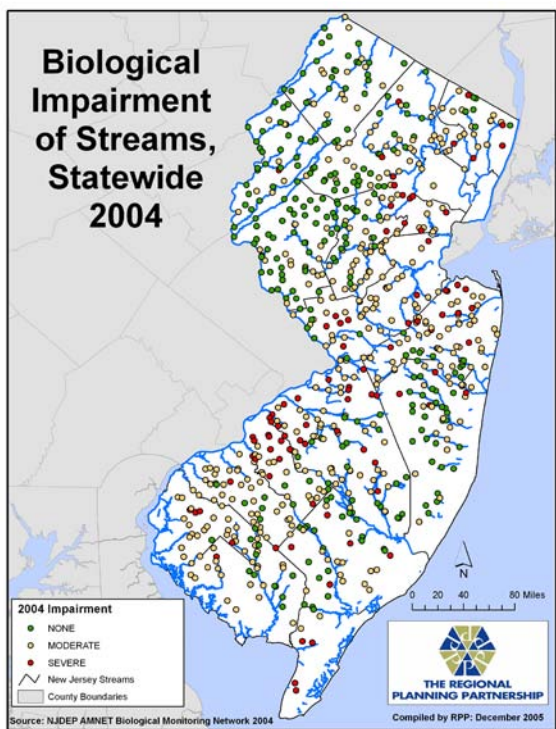 Biological
Impairment
of Streams,
Statewide
2004
N
0 20 40 80 Miles
2004 Impairment
NONE
MODERATE
SEVERE
New Jersey Streams
County Boundaries
THE REGIONAL
PLANNING PARTNERSHIP
Source: NJDEP AMNET Biological Monitoring Network 2004
Compiled by RPP: December 2005